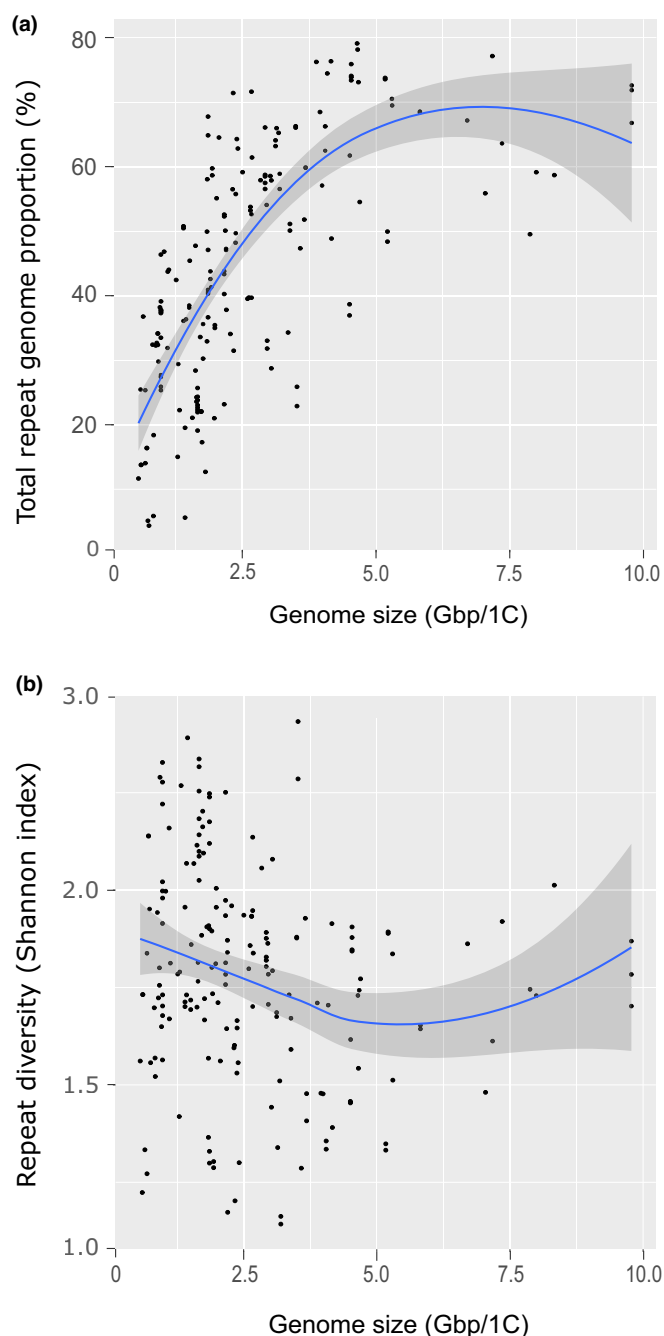 (a)
80
60
40
20
0
0 2.5 5.0 7.5 10.0
Total repeat genome proportion (%)
Genome size (Gbp/1C)
(b)
3.0
2.0
1.5
1.0
0 2.5 5.0 7.5 10.0
Repeat diversity (Shannon index)
Genome size (Gbp/1C)